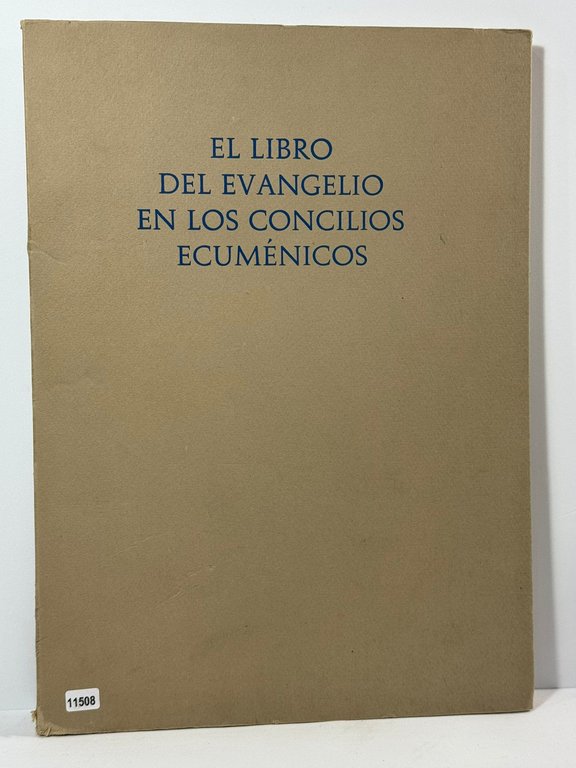 EL LIBRO
DEL EVANGELIO
EN LOS CONCILIOS
ECUMÉNICOS
11508